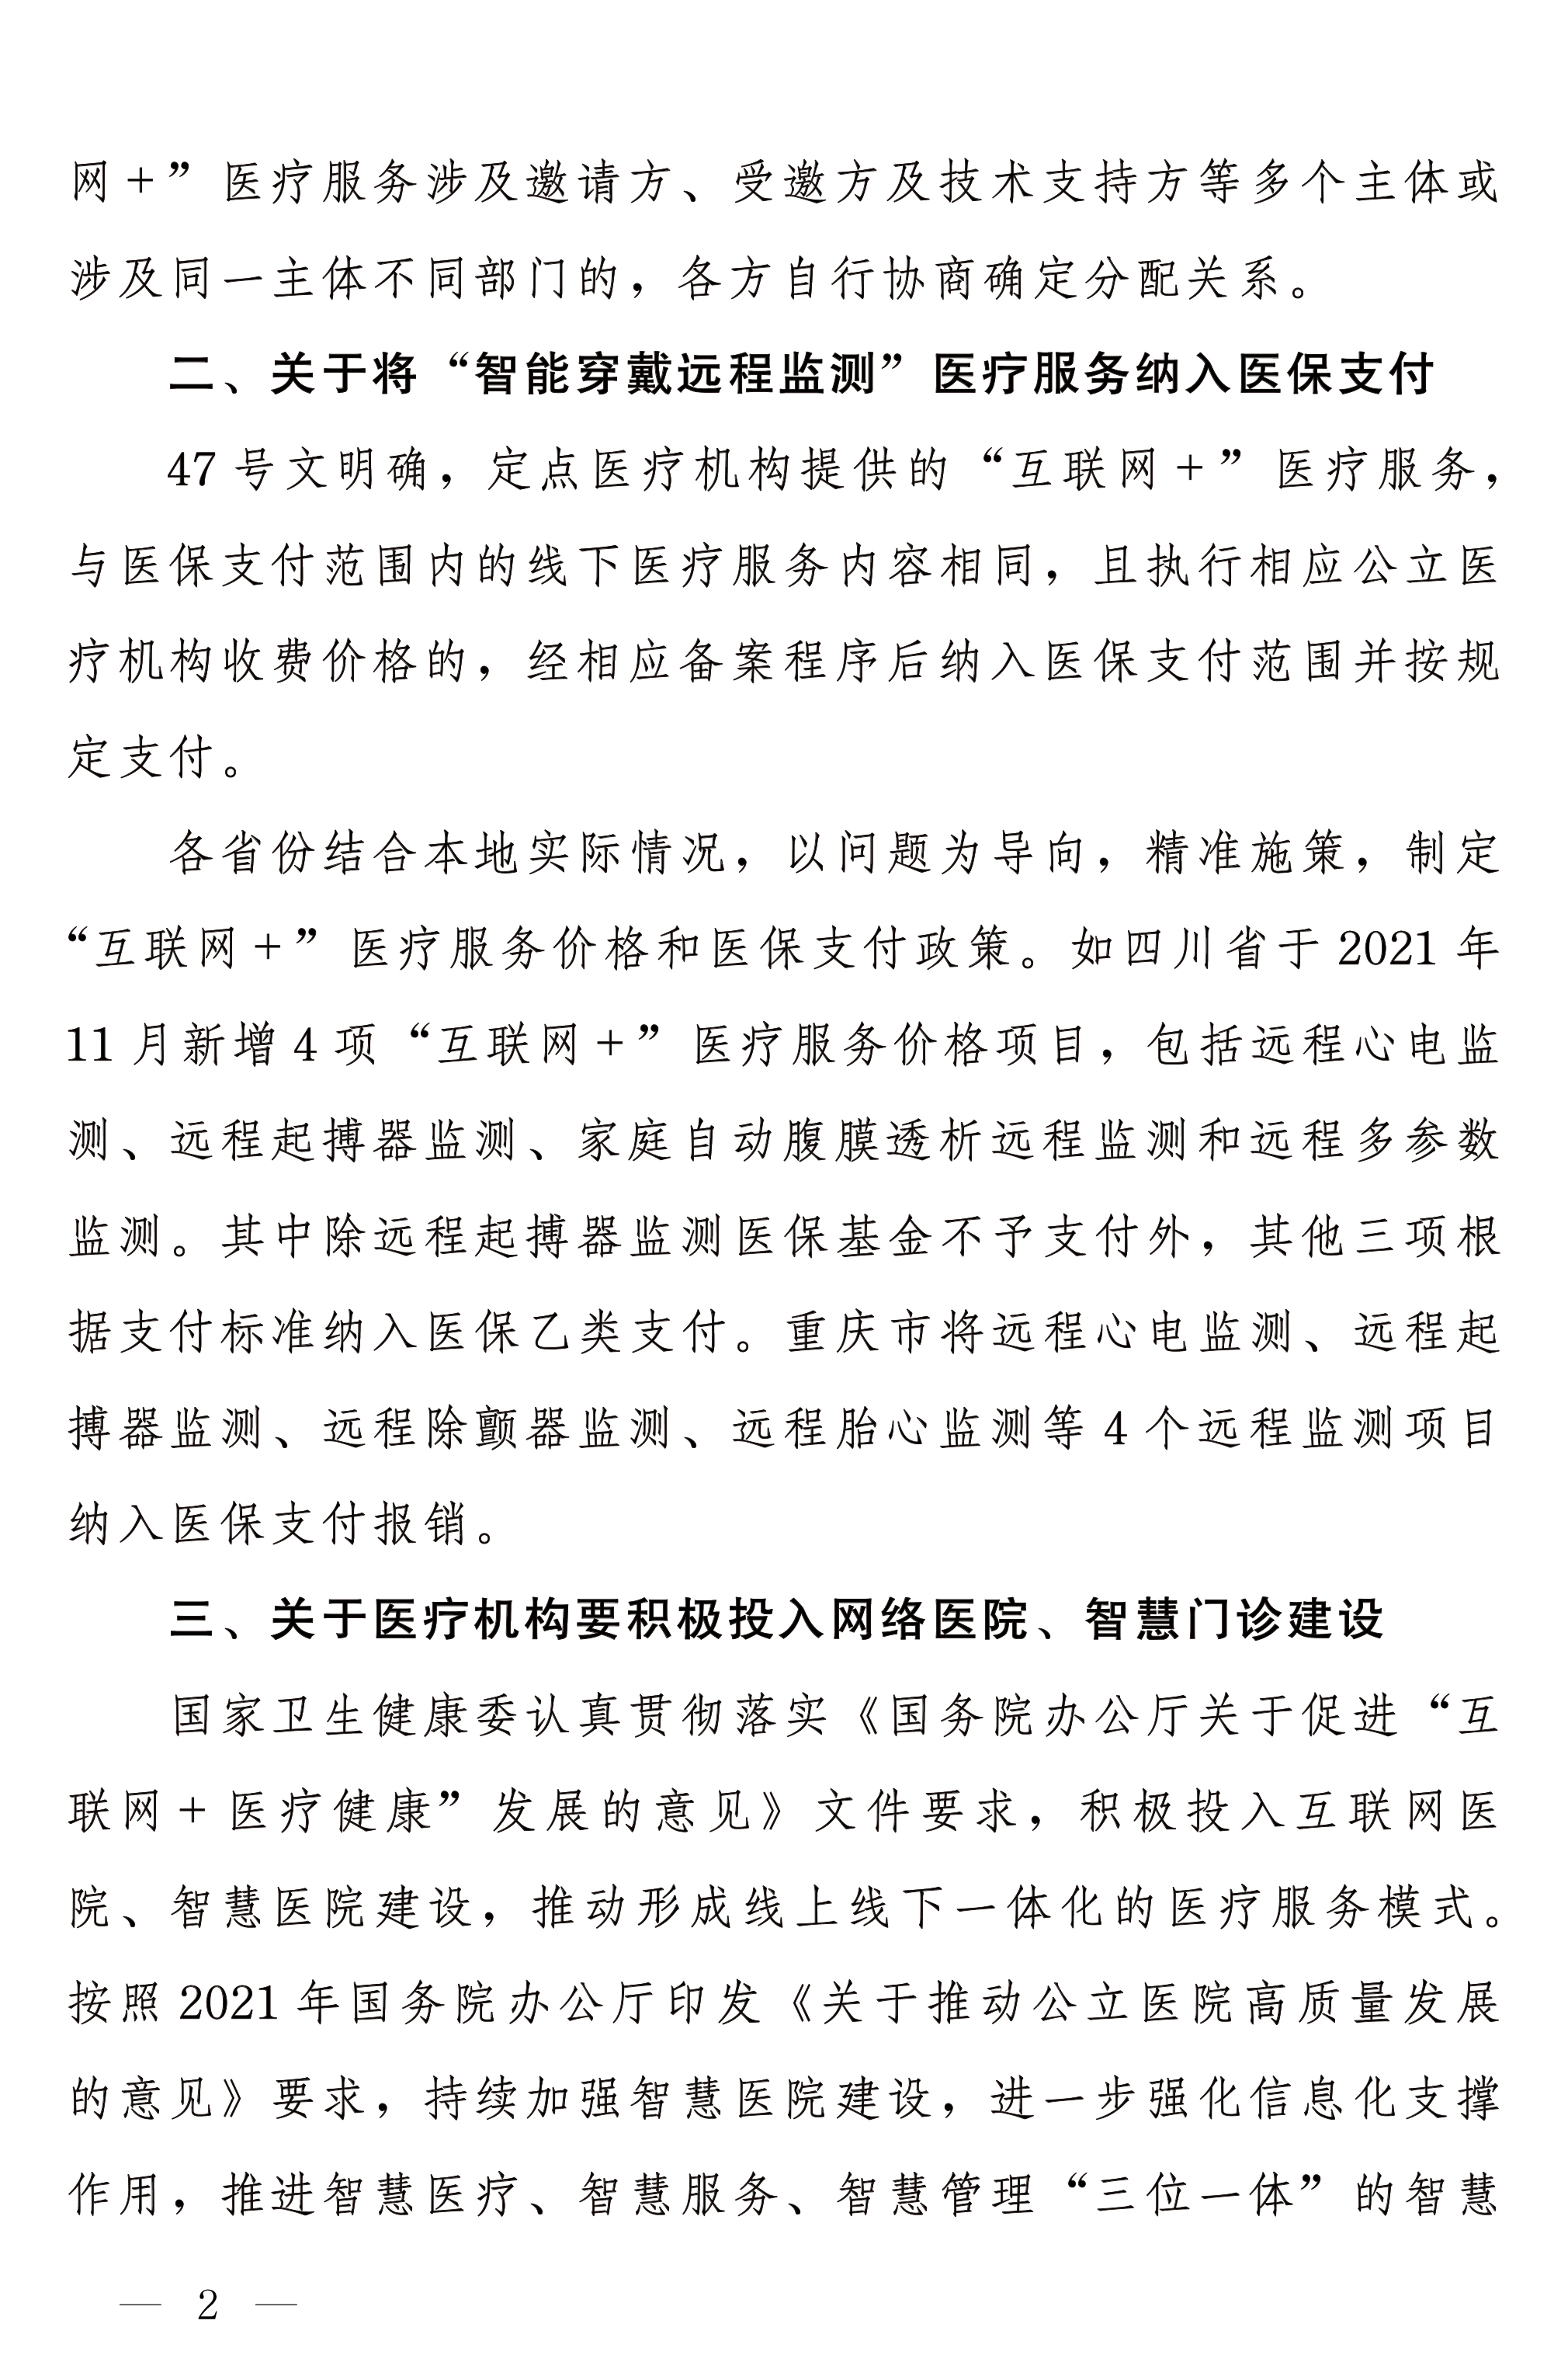 网+”医疗服务涉及邀请方、受邀方及技术支持方等多个主体或
涉及同一主体不同部门的，各方自行协商确定分配关系。
二、关于将“智能穿戴远程监测”医疗服务纳入医保支付
47号文明确，定点医疗机构提供的“互联网+”医疗服务，
与医保支付范围内的线下医疗服务内容相同，且执行相应公立医
疗机构收费价格的，经相应备案程序后纳入医保支付范围并按规
定支付。
各省份结合本地实际情况，以问题为导向，精准施策，制定
“互联网+”医疗服务价格和医保支付政策。如四川省于2021年
11月新增4项“互联网+”医疗服务价格项目，包括远程心电监
测、远程起搏器监测、家庭自动腹膜透析远程监测和远程多参数
监测。其中除远程起搏器监测医保基金不予支付外，其他三项根
据支付标准纳入医保乙类支付。重庆市将远程心电监测、远程起
搏器监测、远程除颤器监测、远程胎心监测等4个远程监测项目
纳入医保支付报销。
三、关于医疗机构要积极投入网络医院、智慧门诊建设
国家卫生健康委认真贯彻落实《国务院办公厅关于促进“互
联网+医疗健康”发展的意见》文件要求，积极投入互联网医
院、智慧医院建设，推动形成线上线下一体化的医疗服务模式。
按照2021年国务院办公厅印发《关于推动公立医院高质量发展
的意见》要求，持续加强智慧医院建设，进一步强化信息化支撑
作用，推进智慧医疗、智慧服务、智慧管理“三位一体”的智慧
— 2 —